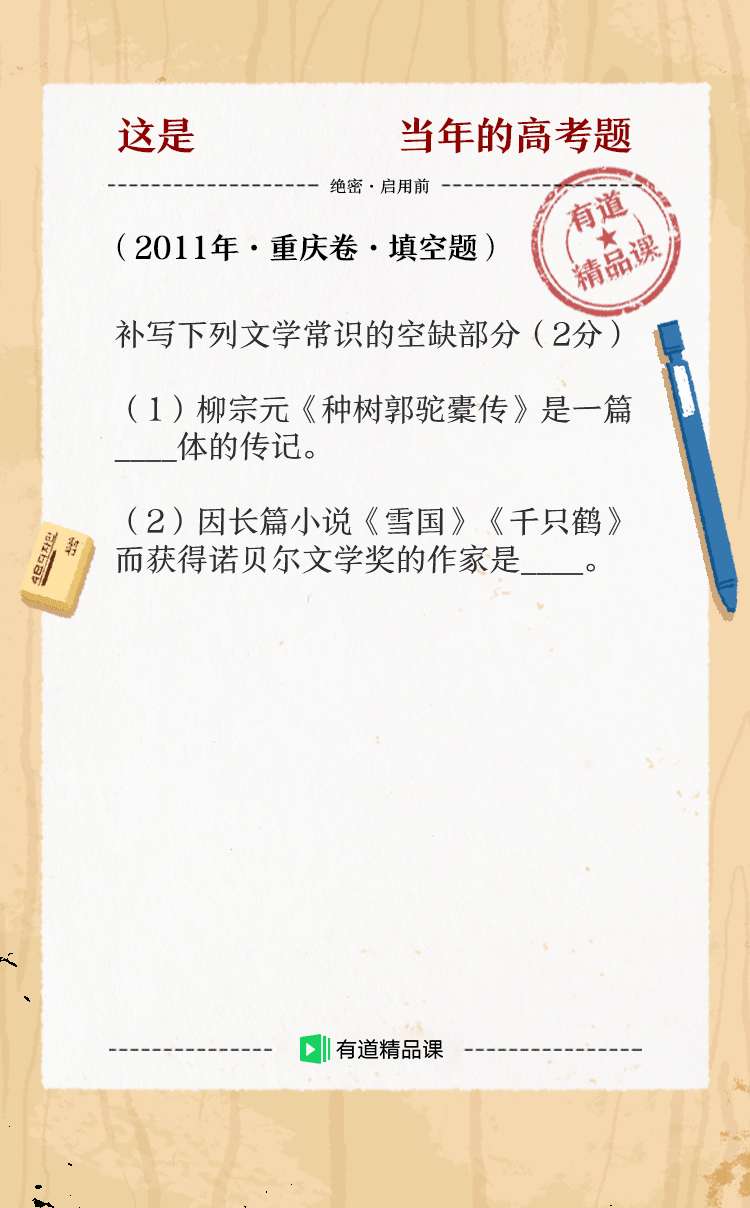 这是 当年的高考题
绝密·启用前
有道
精品课
（2011年·重庆卷·填空题）
补写下列文学常识的空缺部分（2分）
（1）柳宗元《种树郭驼橐传》是一篇
____体的传记。
（2）因长篇小说《雪国》《千只鹤》
而获得诺贝尔文学奖的作家是____。
有道精品课